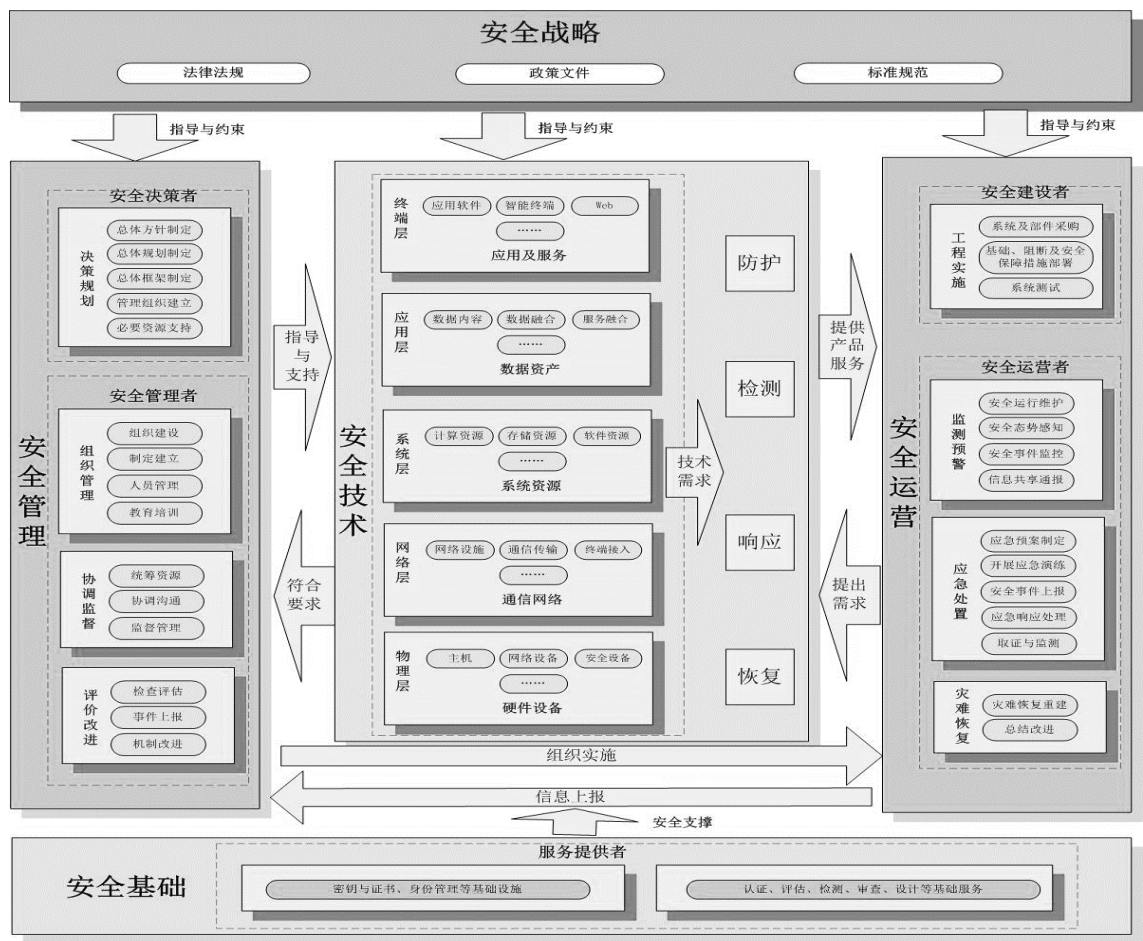 安全战略
法律法规
政策文件
标准规范
指导与约束
指导与约束
指导与约束
安全管理
安全决策者
决策规划
总体方针制定
总体规划制定
总体框架制定
管理组织建立
必要资源支持
安全管理者
组织管理
组织建设
制定建立
人员管理
教育培训
协调监督
统筹资源
协调沟通
监督管理
评价改进
检查评估
事件上报
机制改进
指导
与
支持
符合
要求
安全技术
终端层
应用软件
智能终端
Web
……
应用及服务
应用层
数据内容
数据融合
服务融合
……
数据资产
系统层
计算资源
存储资源
软件资源
……
系统资源
网络层
网络设施
通信传输
终端接入
……
通信网络
物理层
主机
网络设备
安全设备
……
硬件设备
技术
需求
防护
检测
响应
恢复
提供
产品
服务
提出
需求
安全运营
安全建设者
工程实施
系统及部件采购
基础、阻断及安全
保障措施部署
系统测试
安全运营者
监测预警
安全运行维护
安全态势感知
安全事件监控
信息共享通报
应急处置
应急预案制定
开展应急演练
安全事件上报
应急响应处理
取证与监测
灾难恢复
灾难恢复重建
总结改进
组织实施
信息上报
安全支撑
安全基础
服务提供者
密钥与证书、身份管理等基础设施
认证、评估、检测、审查、设计等基础服务